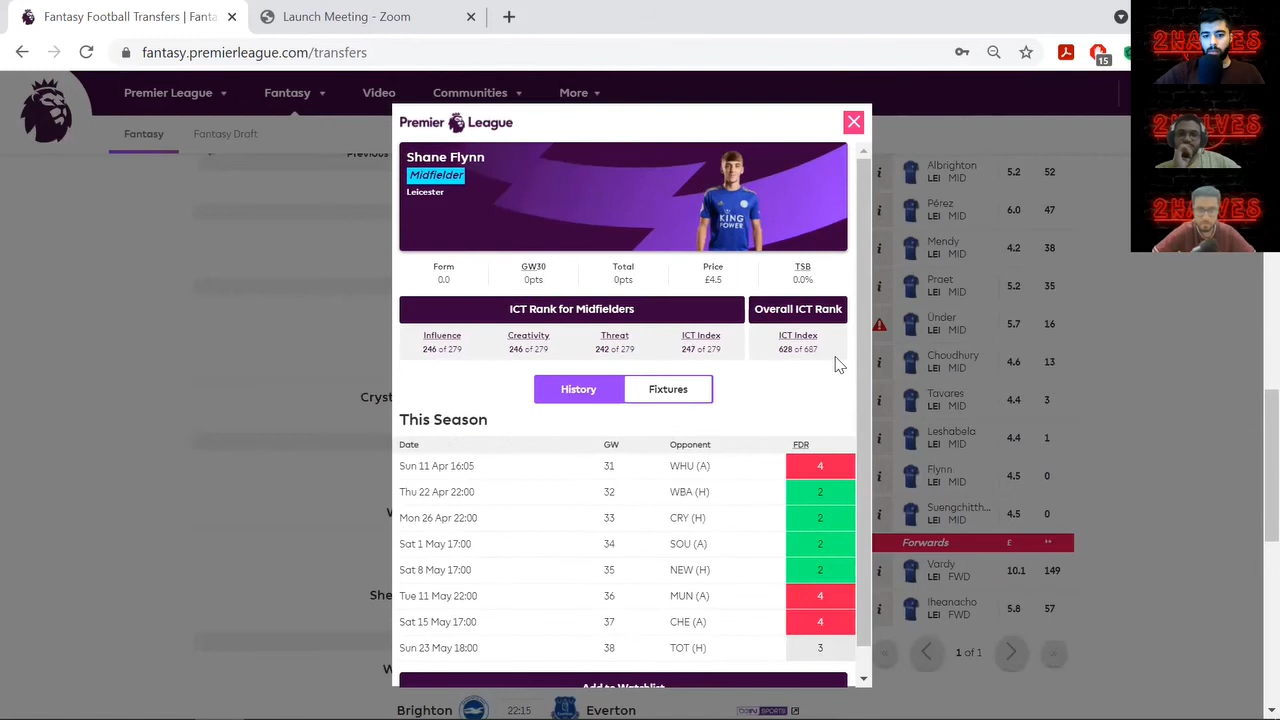 Fantasy Football Transfers | Fanta
Launch Meeting - Zoom
fantasy.premierleague.com/transfers
15
Premier League
Fantasy
Video
Communities
More
Fantasy
Fantasy Draft
Premier League
Shane Flynn
Midfielder
Leicester
KING
POWER
Form GW30 Total Price TSB
0.0 0pts 0pts £4.5 0.0%
ICT Rank for Midfielders Overall ICT Rank
Influence Creativity Threat ICT Index ICT Index
246 of 279 246 of 279 242 of 279 247 of 279 628 of 687
History Fixtures
This Season
Date GW Opponent FDR
Sun 11 Apr 16:05 31 WHU (A) 4
Thu 22 Apr 22:00 32 WBA (H) 2
Mon 26 Apr 22:00 33 CRY (H) 2
Sat 1 May 17:00 34 SOU (A) 2
Sat 8 May 17:00 35 NEW (H) 2
Tue 11 May 22:00 36 MUN (A) 4
Sat 15 May 17:00 37 CHE (A) 4
Sun 23 May 18:00 38 TOT (H) 3
Add to Watchlist
Albrighton
LEI MID 5.2 52
Pérez
LEI MID 6.0 47
Mendy
LEI MID 4.2 38
Praet
LEI MID 5.2 35
Ünder
LEI MID 5.7 16
Choudhury
LEI MID 4.6 13
Tavares
LEI MID 4.4 3
Leshabela
LEI MID 4.4 1
Flynn
LEI MID 4.5 0
Suengchitth...
LEI MID 4.5 0
Forwards £ **
Vardy
LEI FWD 10.1 149
Iheanacho
LEI FWD 5.8 57
1 of 1
Brighton 22:15 Everton
beIN SPORTS
2HALVES
2HALVES
2HALVES